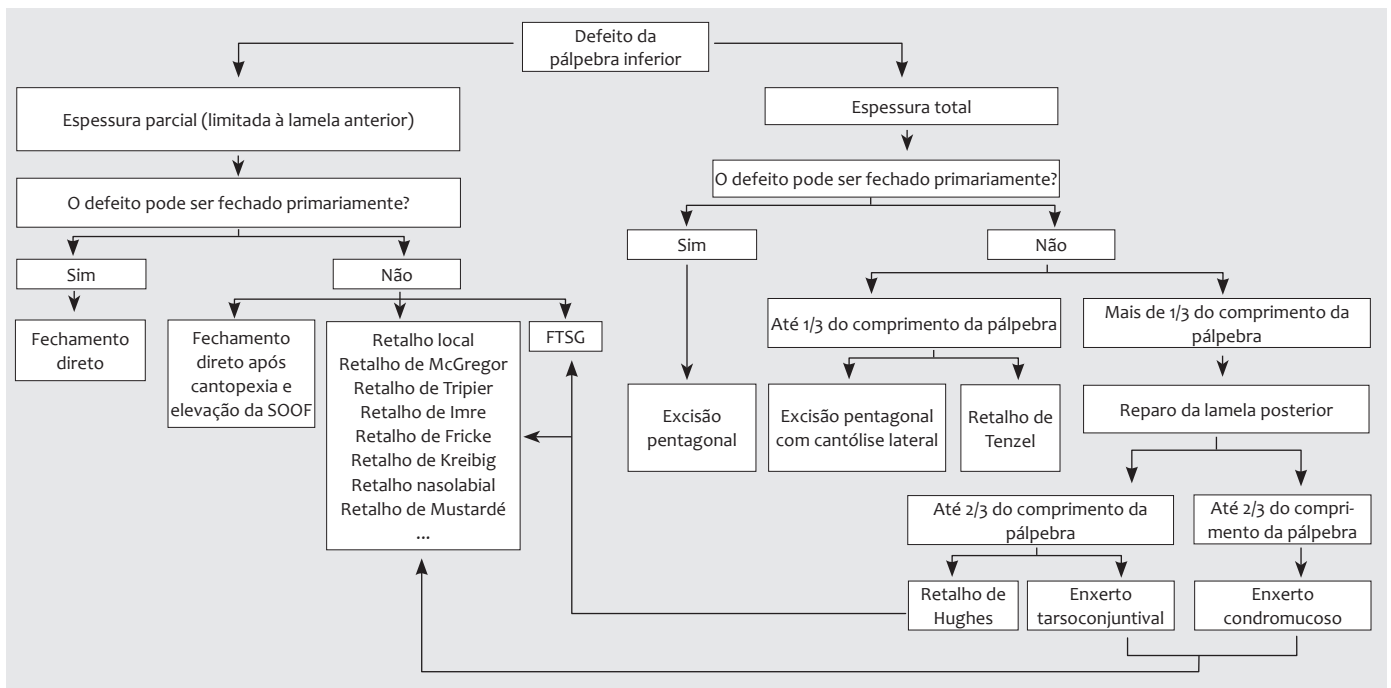 Defeito da
pálpebra inferior
Espessura parcial (limitada à lamela anterior)
Espessura total
O defeito pode ser fechado primariamente?
O defeito pode ser fechado primariamente?
Sim
Não
Sim
Não
Fechamento
direto
Fechamento
direto após
cantopexia e
elevação da SOOF
Retalho local
Retalho de McGregor
Retalho de Tripier
Retalho de Imre
Retalho de Fricke
Retalho de Kreibig
Retalho nasolabial
Retalho de Mustardé
...
FTSG
Até 1/3 do comprimento da pálpebra
Mais de 1/3 do comprimento da
pálpebra
Excisão
pentagonal
Excisão pentagonal
com cantólise lateral
Retalho de
Tenzel
Reparo da lamela posterior
Até 2/3 do comprimento da
pálpebra
Até 2/3 do compri-
mento da pálpebra
Retalho de
Hughes
Enxerto
tarsoconjuntival
Enxerto
condromucoso